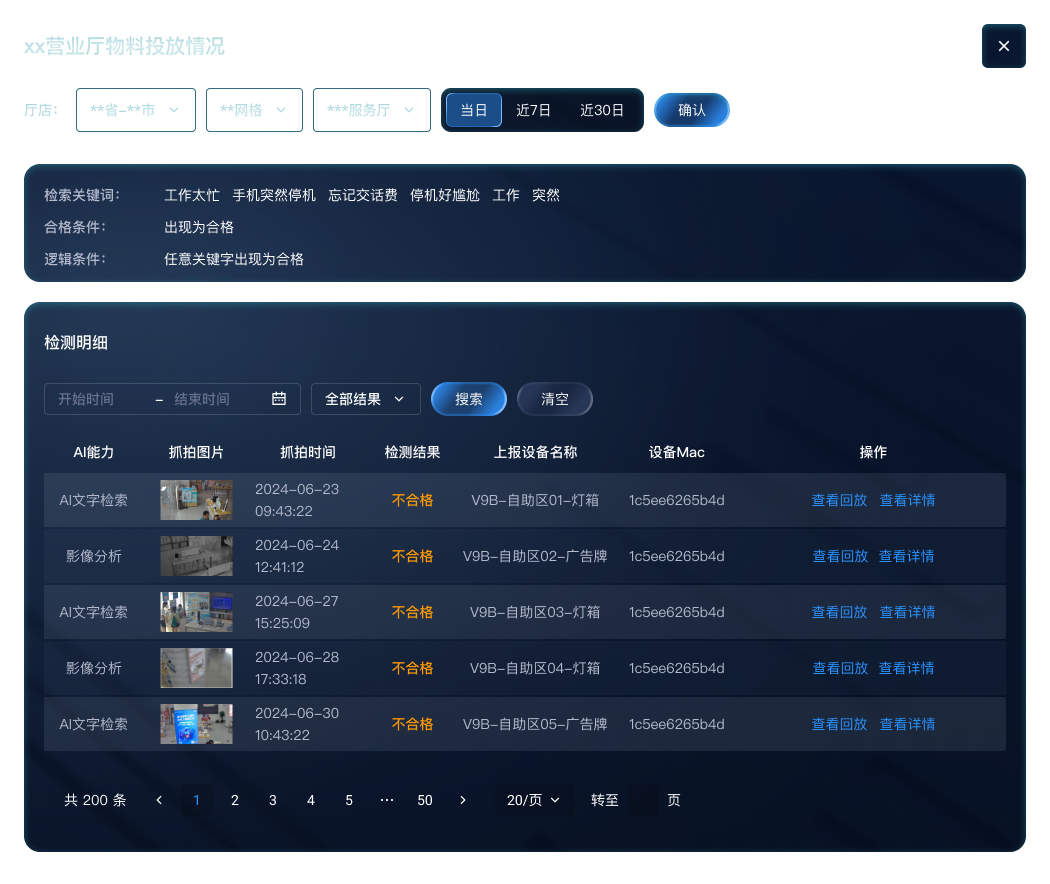 xx营业厅物料投放情况
厅店： **省-**市 **网格 ***服务厅 当日 近7日 近30日 确认
检索关键词： 工作太忙 手机突然停机 忘记交话费 停机好尴尬 工作 突然
合格条件： 出现为合格
逻辑条件： 任意关键字出现为合格
检测明细
开始时间 – 结束时间 全部结果 搜索 清空
AI能力 抓拍图片 抓拍时间 检测结果 上报设备名称 设备Mac 操作
AI文字检索 2024-06-23 09:43:22 不合格 V9B-自助区01-灯箱 1c5ee6265b4d 查看回放 查看详情
影像分析 2024-06-24 12:41:12 不合格 V9B-自助区02-广告牌 1c5ee6265b4d 查看回放 查看详情
AI文字检索 2024-06-27 15:25:09 不合格 V9B-自助区03-灯箱 1c5ee6265b4d 查看回放 查看详情
影像分析 2024-06-28 17:33:18 不合格 V9B-自助区04-灯箱 1c5ee6265b4d 查看回放 查看详情
AI文字检索 2024-06-30 10:43:22 不合格 V9B-自助区05-广告牌 1c5ee6265b4d 查看回放 查看详情
共 200 条 1 2 3 4 5 ··· 50 20/页 转至 页